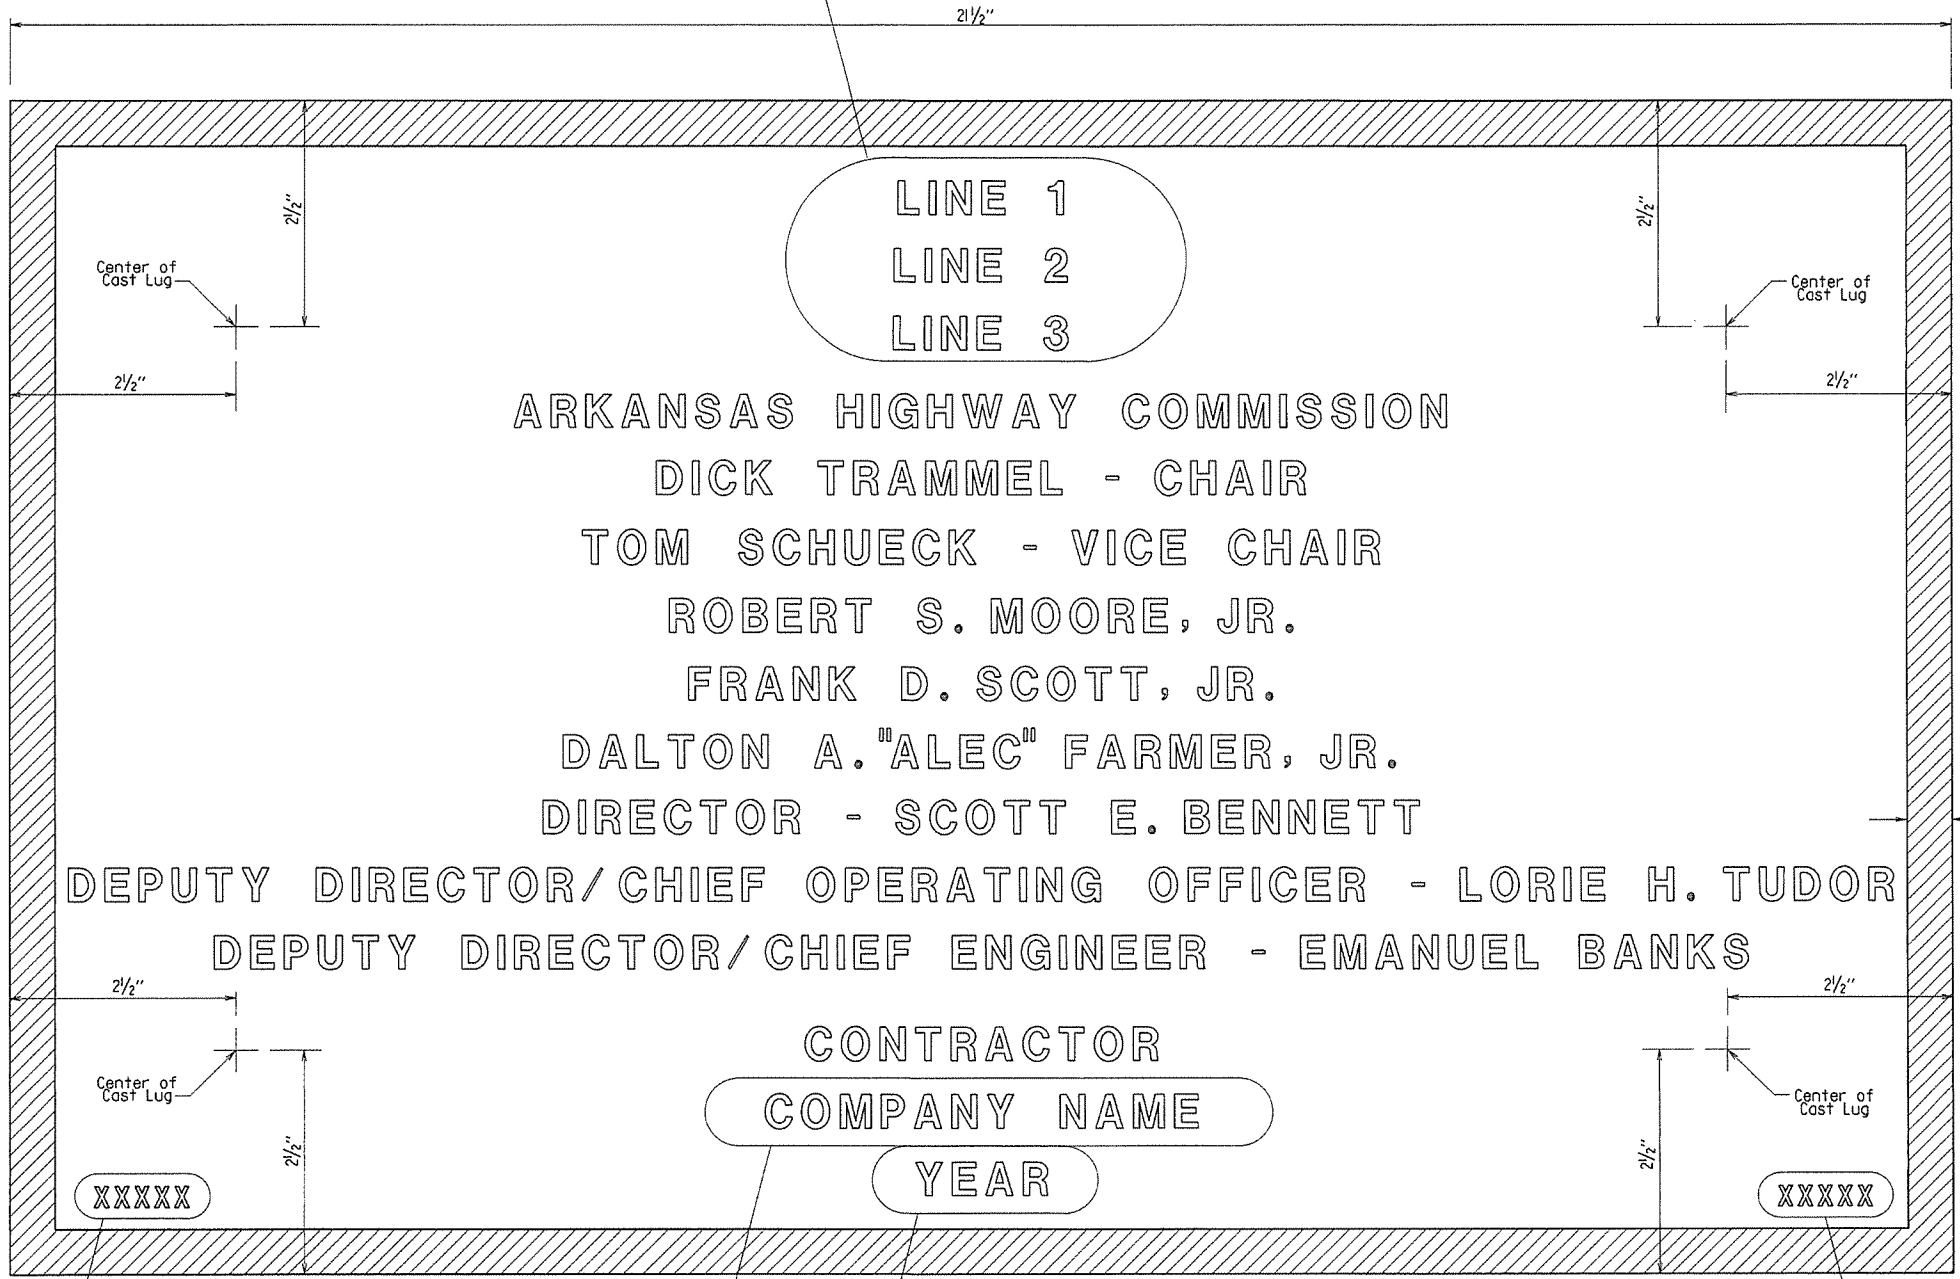 21½"
2½"
2½"
LINE 1
LINE 2
LINE 3
Center of
Cast Lug
Center of
Cast Lug
2½"
2½"
ARKANSAS HIGHWAY COMMISSION
DICK TRAMMEL - CHAIR
TOM SCHUECK - VICE CHAIR
ROBERT S. MOORE, JR.
FRANK D. SCOTT, JR.
DALTON A. "ALEC" FARMER, JR.
DIRECTOR - SCOTT E. BENNETT
DEPUTY DIRECTOR/CHIEF OPERATING OFFICER - LORIE H. TUDOR
DEPUTY DIRECTOR/CHIEF ENGINEER - EMANUEL BANKS
2½"
2½"
CONTRACTOR
Center of
Cast Lug
Center of
Cast Lug
COMPANY NAME
2½"
2½"
YEAR
XXXXX
XXXXX